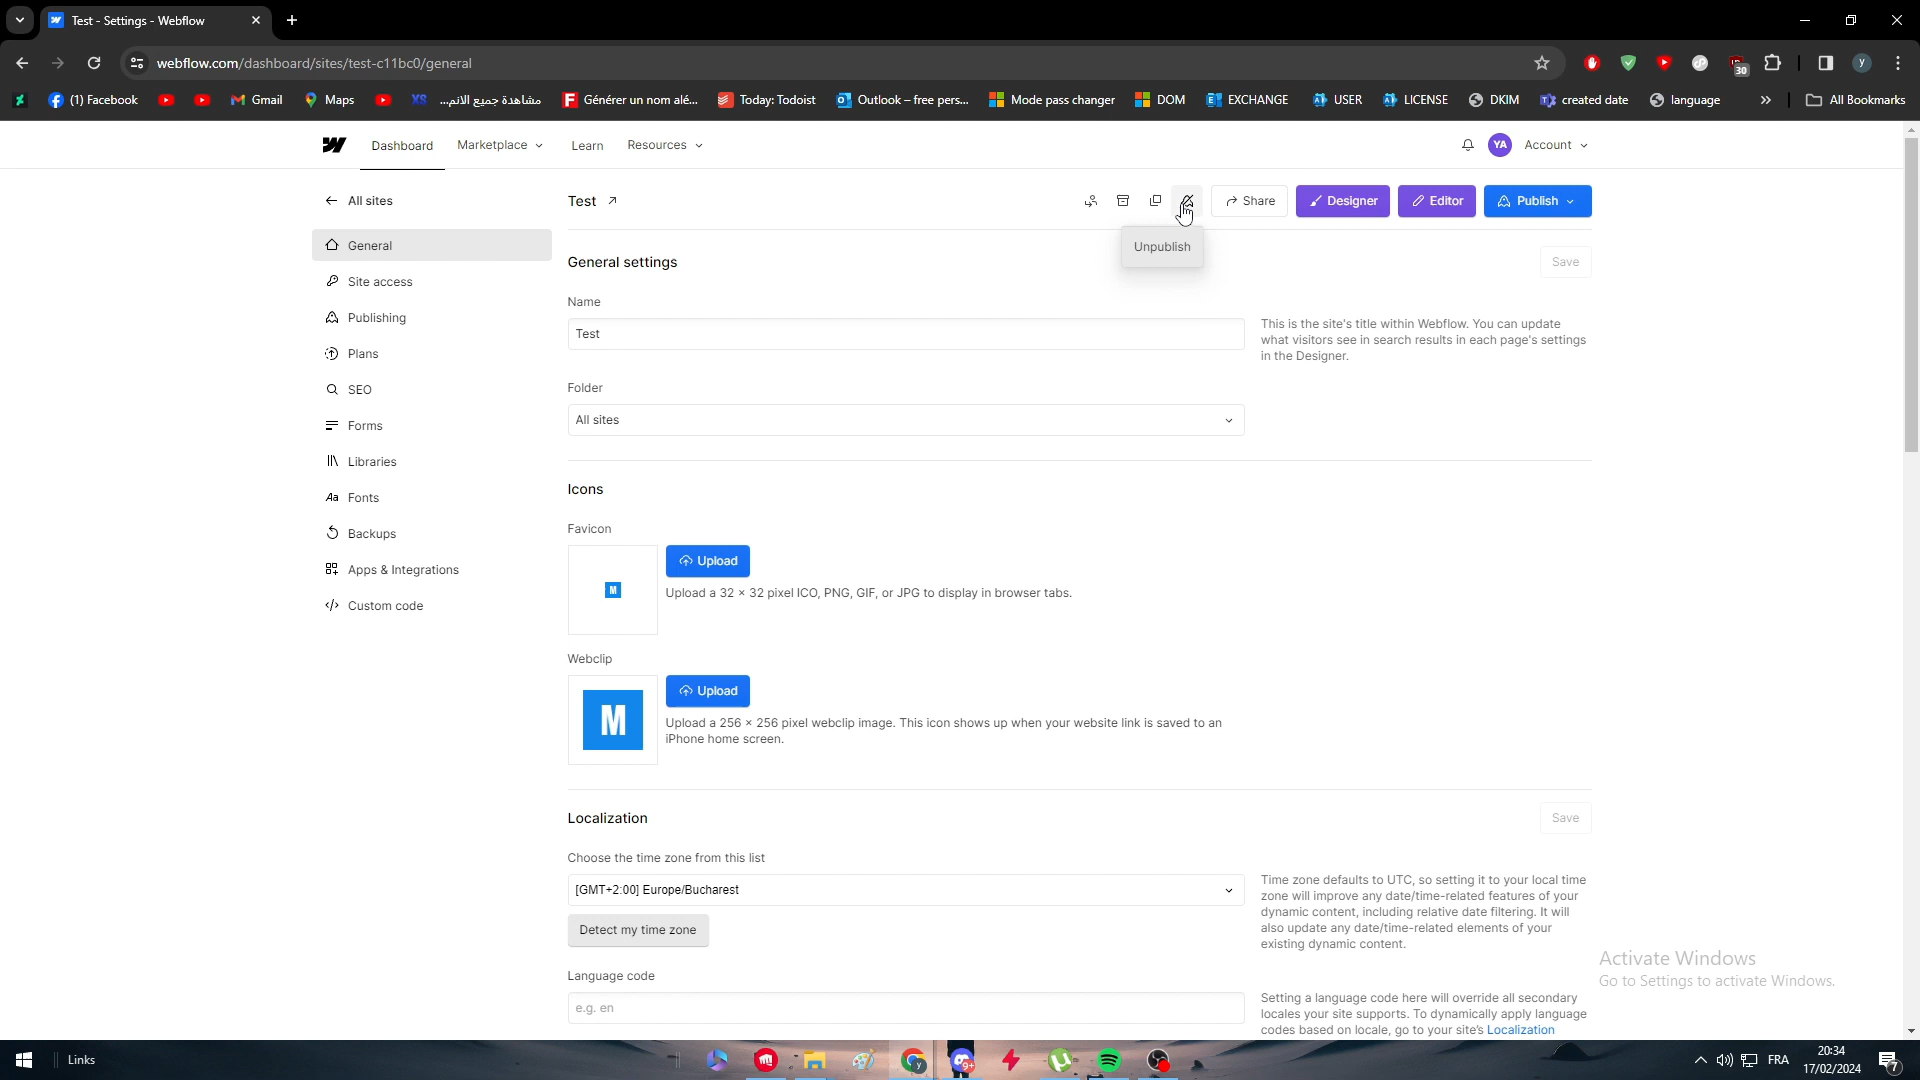 Test - Settings - Webflow
webflow.com/dashboard/sites/test-c11bc0/general
30
y
(1) Facebook
Gmail
Maps
XS
مشاهدة جميع الانم...
Générer un nom alé...
Today: Todoist
Outlook – free pers...
Mode pass changer
DOM
EXCHANGE
USER
LICENSE
DKIM
created date
language
All Bookmarks
Dashboard
Marketplace
Learn
Resources
YA
Account
All sites
Test
Share
Designer
Editor
Publish
Unpublish
General
Site access
Publishing
Plans
SEO
Forms
Libraries
Aa Fonts
Backups
Apps & Integrations
Custom code
General settings
Save
Name
Test
This is the site's title within Webflow. You can update
what visitors see in search results in each page's settings
in the Designer.
Folder
All sites
Icons
Favicon
M
Upload
Upload a 32 × 32 pixel ICO, PNG, GIF, or JPG to display in browser tabs.
Webclip
M
Upload
Upload a 256 × 256 pixel webclip image. This icon shows up when your website link is saved to an
iPhone home screen.
Localization
Save
Choose the time zone from this list
[GMT+2:00] Europe/Bucharest
Time zone defaults to UTC, so setting it to your local time
zone will improve any date/time-related features of your
dynamic content, including relative date filtering. It will
also update any date/time-related elements of your
existing dynamic content.
Detect my time zone
Language code
e.g. en
Setting a language code here will override all secondary
locales your site supports. To dynamically apply language
codes based on locale, go to your site's Localization
Activate Windows
Go to Settings to activate Windows.
Links
9+
FRA
20:34
17/02/2024
7